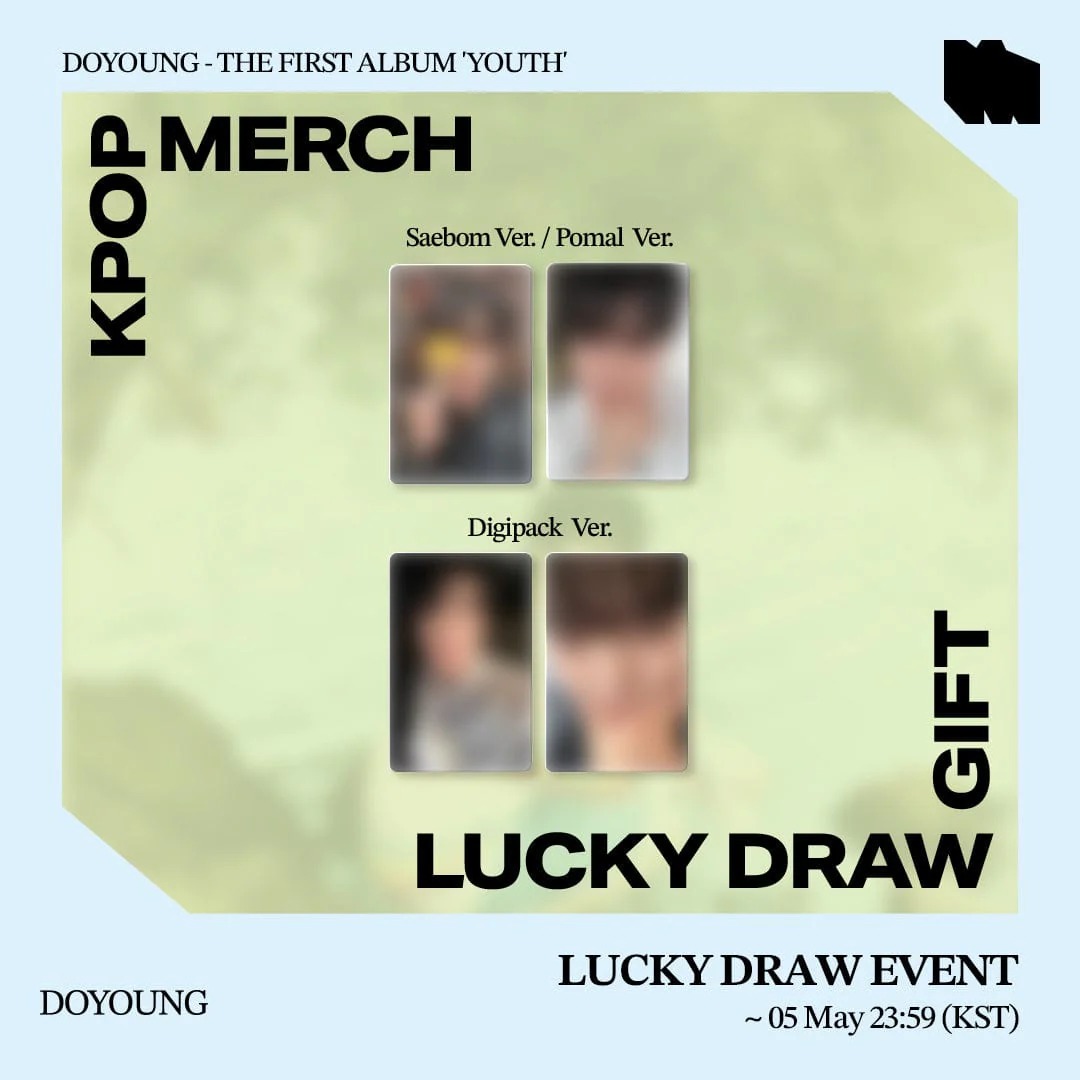 DOYOUNG - THE FIRST ALBUM 'YOUTH'
KPOP
MERCH
Saebom Ver. / Pomal Ver.
Digipack Ver.
GIFT
LUCKY DRAW
LUCKY DRAW EVENT
DOYOUNG
~ 05 May 23:59 (KST)